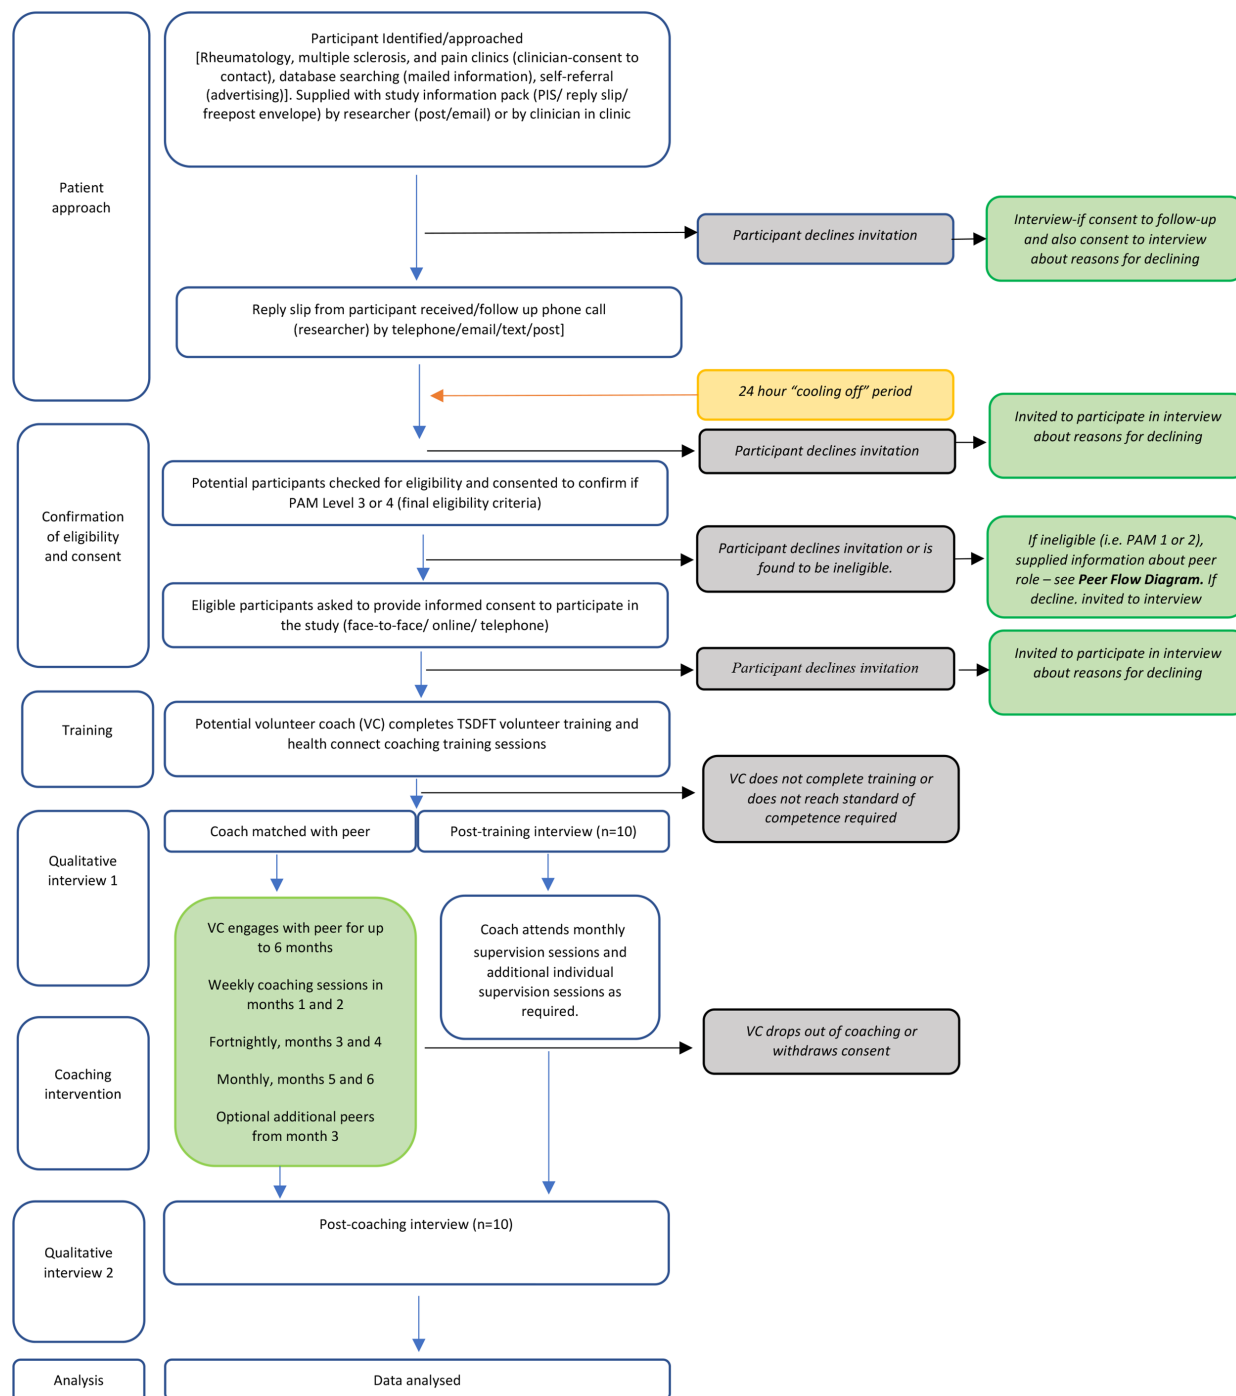 Participant Identified/approached
[Rheumatology, multiple sclerosis, and pain clinics (clinician-consent to
contact), database searching (mailed information), self-referral
(advertising)]. Supplied with study information pack (PIS/ reply slip/
freepost envelope) by researcher (post/email) or by clinician in clinic
Patient
approach
Participant declines invitation
Interview-if consent to follow-up
and also consent to interview
about reasons for declining
Reply slip from participant received/follow up phone call
(researcher) by telephone/email/text/post]
24 hour “cooling off” period
Participant declines invitation
Invited to participate in interview
about reasons for declining
Confirmation
of eligibility
and consent
Potential participants checked for eligibility and consented to confirm if
PAM Level 3 or 4 (final eligibility criteria)
Participant declines invitation or is
found to be ineligible.
If ineligible (i.e. PAM 1 or 2),
supplied information about peer
role – see Peer Flow Diagram. If
decline. invited to interview
Eligible participants asked to provide informed consent to participate in
the study (face-to-face/ online/ telephone)
Participant declines invitation
Invited to participate in interview
about reasons for declining
Training
Potential volunteer coach (VC) completes TSDFT volunteer training and
health connect coaching training sessions
VC does not complete training or
does not reach standard of
competence required
Qualitative
interview 1
Coach matched with peer
Post-training interview (n=10)
VC engages with peer for up
to 6 months
Weekly coaching sessions in
months 1 and 2
Fortnightly, months 3 and 4
Monthly, months 5 and 6
Optional additional peers
from month 3
Coach attends monthly
supervision sessions and
additional individual
supervision sessions as
required.
Coaching
intervention
VC drops out of coaching or
withdraws consent
Qualitative
interview 2
Post-coaching interview (n=10)
Analysis
Data analysed